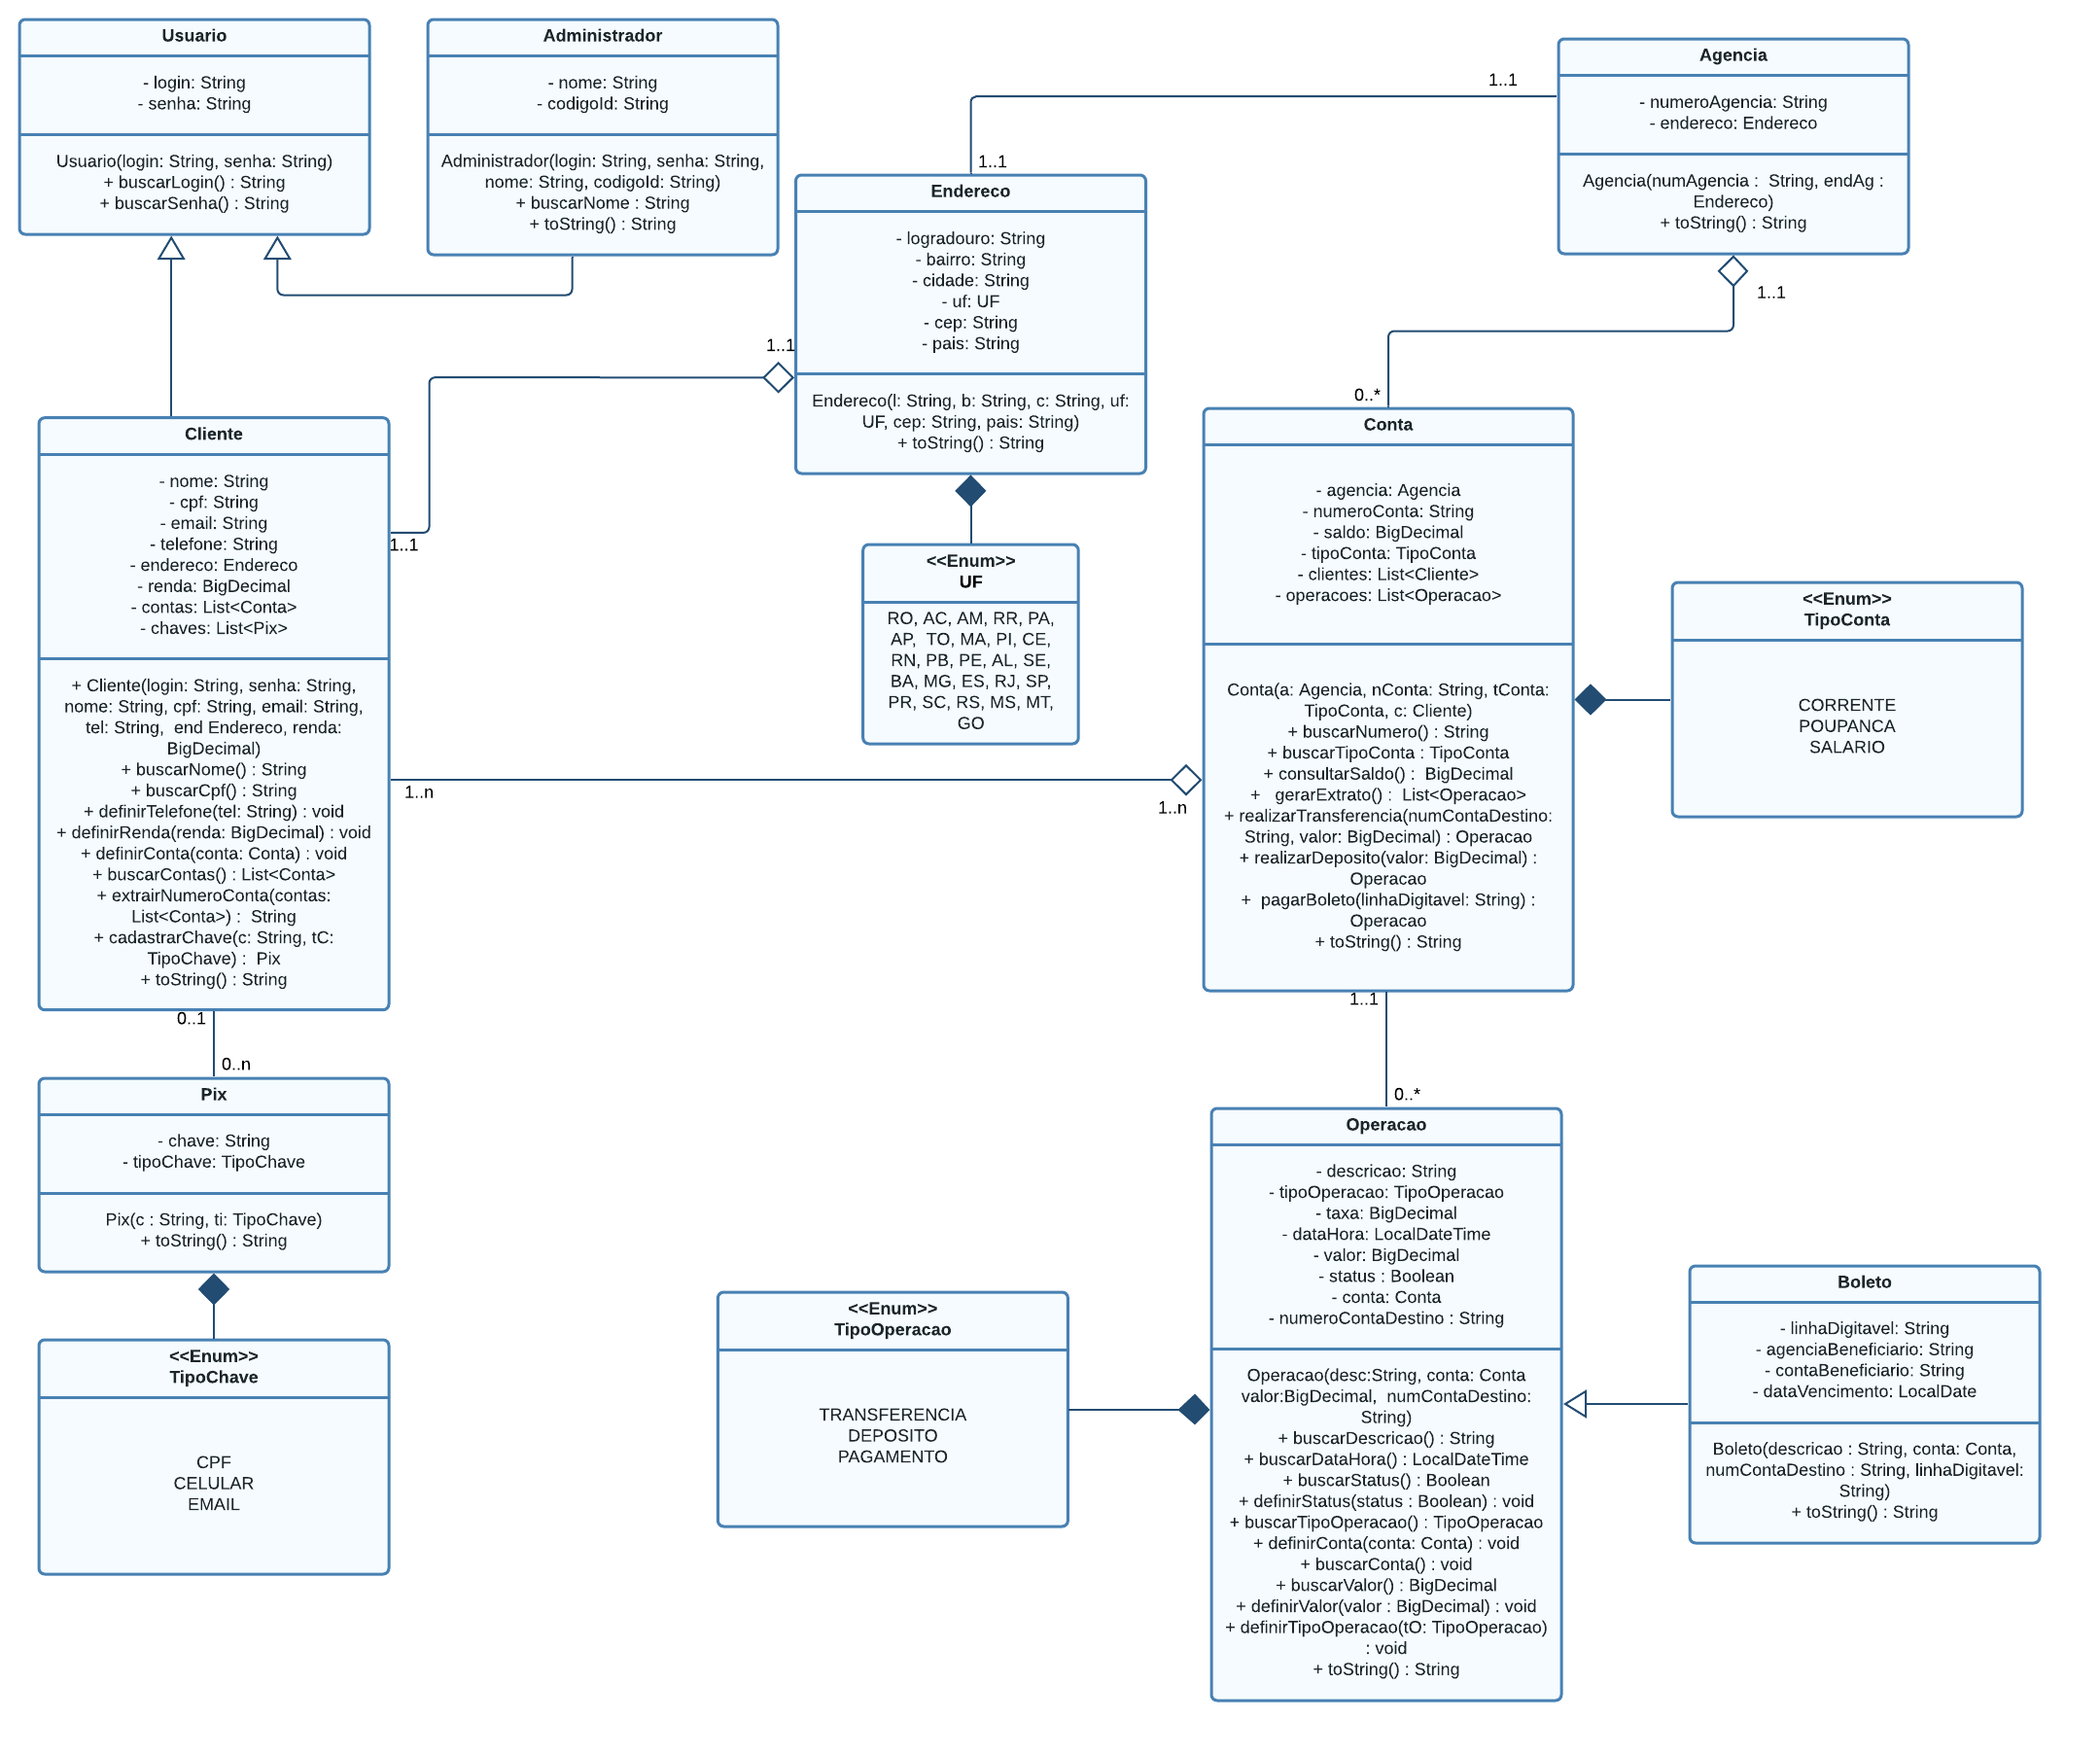 Usuario
- login: String
- senha: String
Usuario(login: String, senha: String)
+ buscarLogin() : String
+ buscarSenha() : String
Administrador
- nome: String
- codigoId: String
Administrador(login: String, senha: String,
nome: String, codigoId: String)
+ buscarNome : String
+ toString() : String
1..1
1..1
Agencia
- numeroAgencia: String
- endereco: Endereco
Agencia(numAgencia :  String, endAg :
Endereco)
+ toString() : String
1..1
0..*
Endereco
- logradouro: String
- bairro: String
- cidade: String
- uf: UF
- cep: String
- pais: String
Endereco(l: String, b: String, c: String, uf:
UF, cep: String, pais: String)
+ toString() : String
1..1
1..1
<<Enum>>
UF
RO, AC, AM, RR, PA,
AP,  TO, MA, PI, CE,
RN, PB, PE, AL, SE,
BA, MG, ES, RJ, SP,
PR, SC, RS, MS, MT,
GO
Cliente
- nome: String
- cpf: String
- email: String
- telefone: String
- endereco: Endereco
- renda: BigDecimal
- contas: List<Conta>
- chaves: List<Pix>
+ Cliente(login: String, senha: String,
nome: String, cpf: String, email: String,
tel: String,  end Endereco, renda:
BigDecimal)
+ buscarNome() : String
+ buscarCpf() : String
+ definirTelefone(tel: String) : void
+ definirRenda(renda: BigDecimal) : void
+ definirConta(conta: Conta) : void
+ buscarContas() : List<Conta>
+ extrairNumeroConta(contas:
List<Conta>) :  String
+ cadastrarChave(c: String, tC:
TipoChave) :  Pix
+ toString() : String
1..n
1..n
Conta
- agencia: Agencia
- numeroConta: String
- saldo: BigDecimal
- tipoConta: TipoConta
- clientes: List<Cliente>
- operacoes: List<Operacao>
Conta(a: Agencia, nConta: String, tConta:
TipoConta, c: Cliente)
+ buscarNumero() : String
+ buscarTipoConta : TipoConta
+ consultarSaldo() :  BigDecimal
+   gerarExtrato() :  List<Operacao>
+ realizarTransferencia(numContaDestino:
String, valor: BigDecimal) : Operacao
+ realizarDeposito(valor: BigDecimal) :
Operacao
+  pagarBoleto(linhaDigitavel: String) :
Operacao
+ toString() : String
<<Enum>>
TipoConta
CORRENTE
POUPANCA
SALARIO
0..1
0..n
1..1
0..*
Pix
- chave: String
- tipoChave: TipoChave
Pix(c : String, ti: TipoChave)
+ toString() : String
<<Enum>>
TipoChave
CPF
CELULAR
EMAIL
<<Enum>>
TipoOperacao
TRANSFERENCIA
DEPOSITO
PAGAMENTO
Operacao
- descricao: String
- tipoOperacao: TipoOperacao
- taxa: BigDecimal
- dataHora: LocalDateTime
- valor: BigDecimal
- status : Boolean
- conta: Conta
- numeroContaDestino : String
Operacao(desc:String, conta: Conta
valor:BigDecimal,  numContaDestino:
String)
+ buscarDescricao() : String
+ buscarDataHora() : LocalDateTime
+ buscarStatus() : Boolean
+ definirStatus(status : Boolean) : void
+ buscarTipoOperacao() : TipoOperacao
+ definirConta(conta: Conta) : void
+ buscarConta() : void
+ buscarValor() : BigDecimal
+ definirValor(valor : BigDecimal) : void
+ definirTipoOperacao(tO: TipoOperacao)
: void
+ toString() : String
Boleto
- linhaDigitavel: String
- agenciaBeneficiario: String
- contaBeneficiario: String
- dataVencimento: LocalDate
Boleto(descricao : String, conta: Conta,
numContaDestino : String, linhaDigitavel:
String)
+ toString() : String